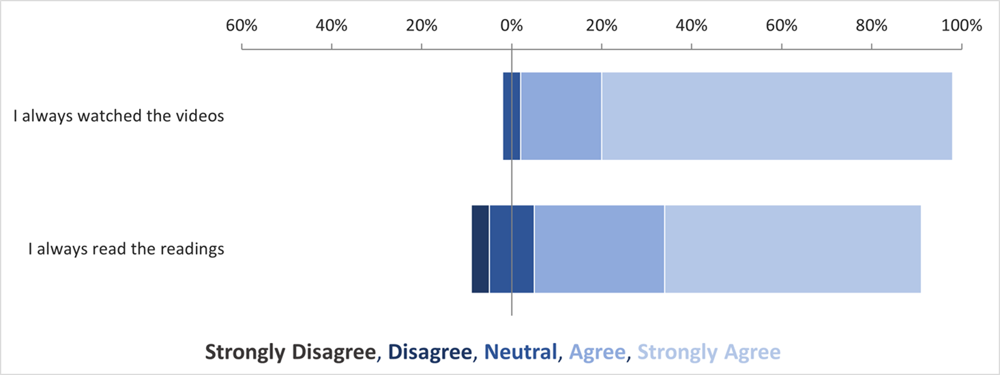 60% 40% 20% 0% 20% 40% 60% 80% 100%
I always watched the videos
I always read the readings
Strongly Disagree, Disagree, Neutral, Agree, Strongly Agree